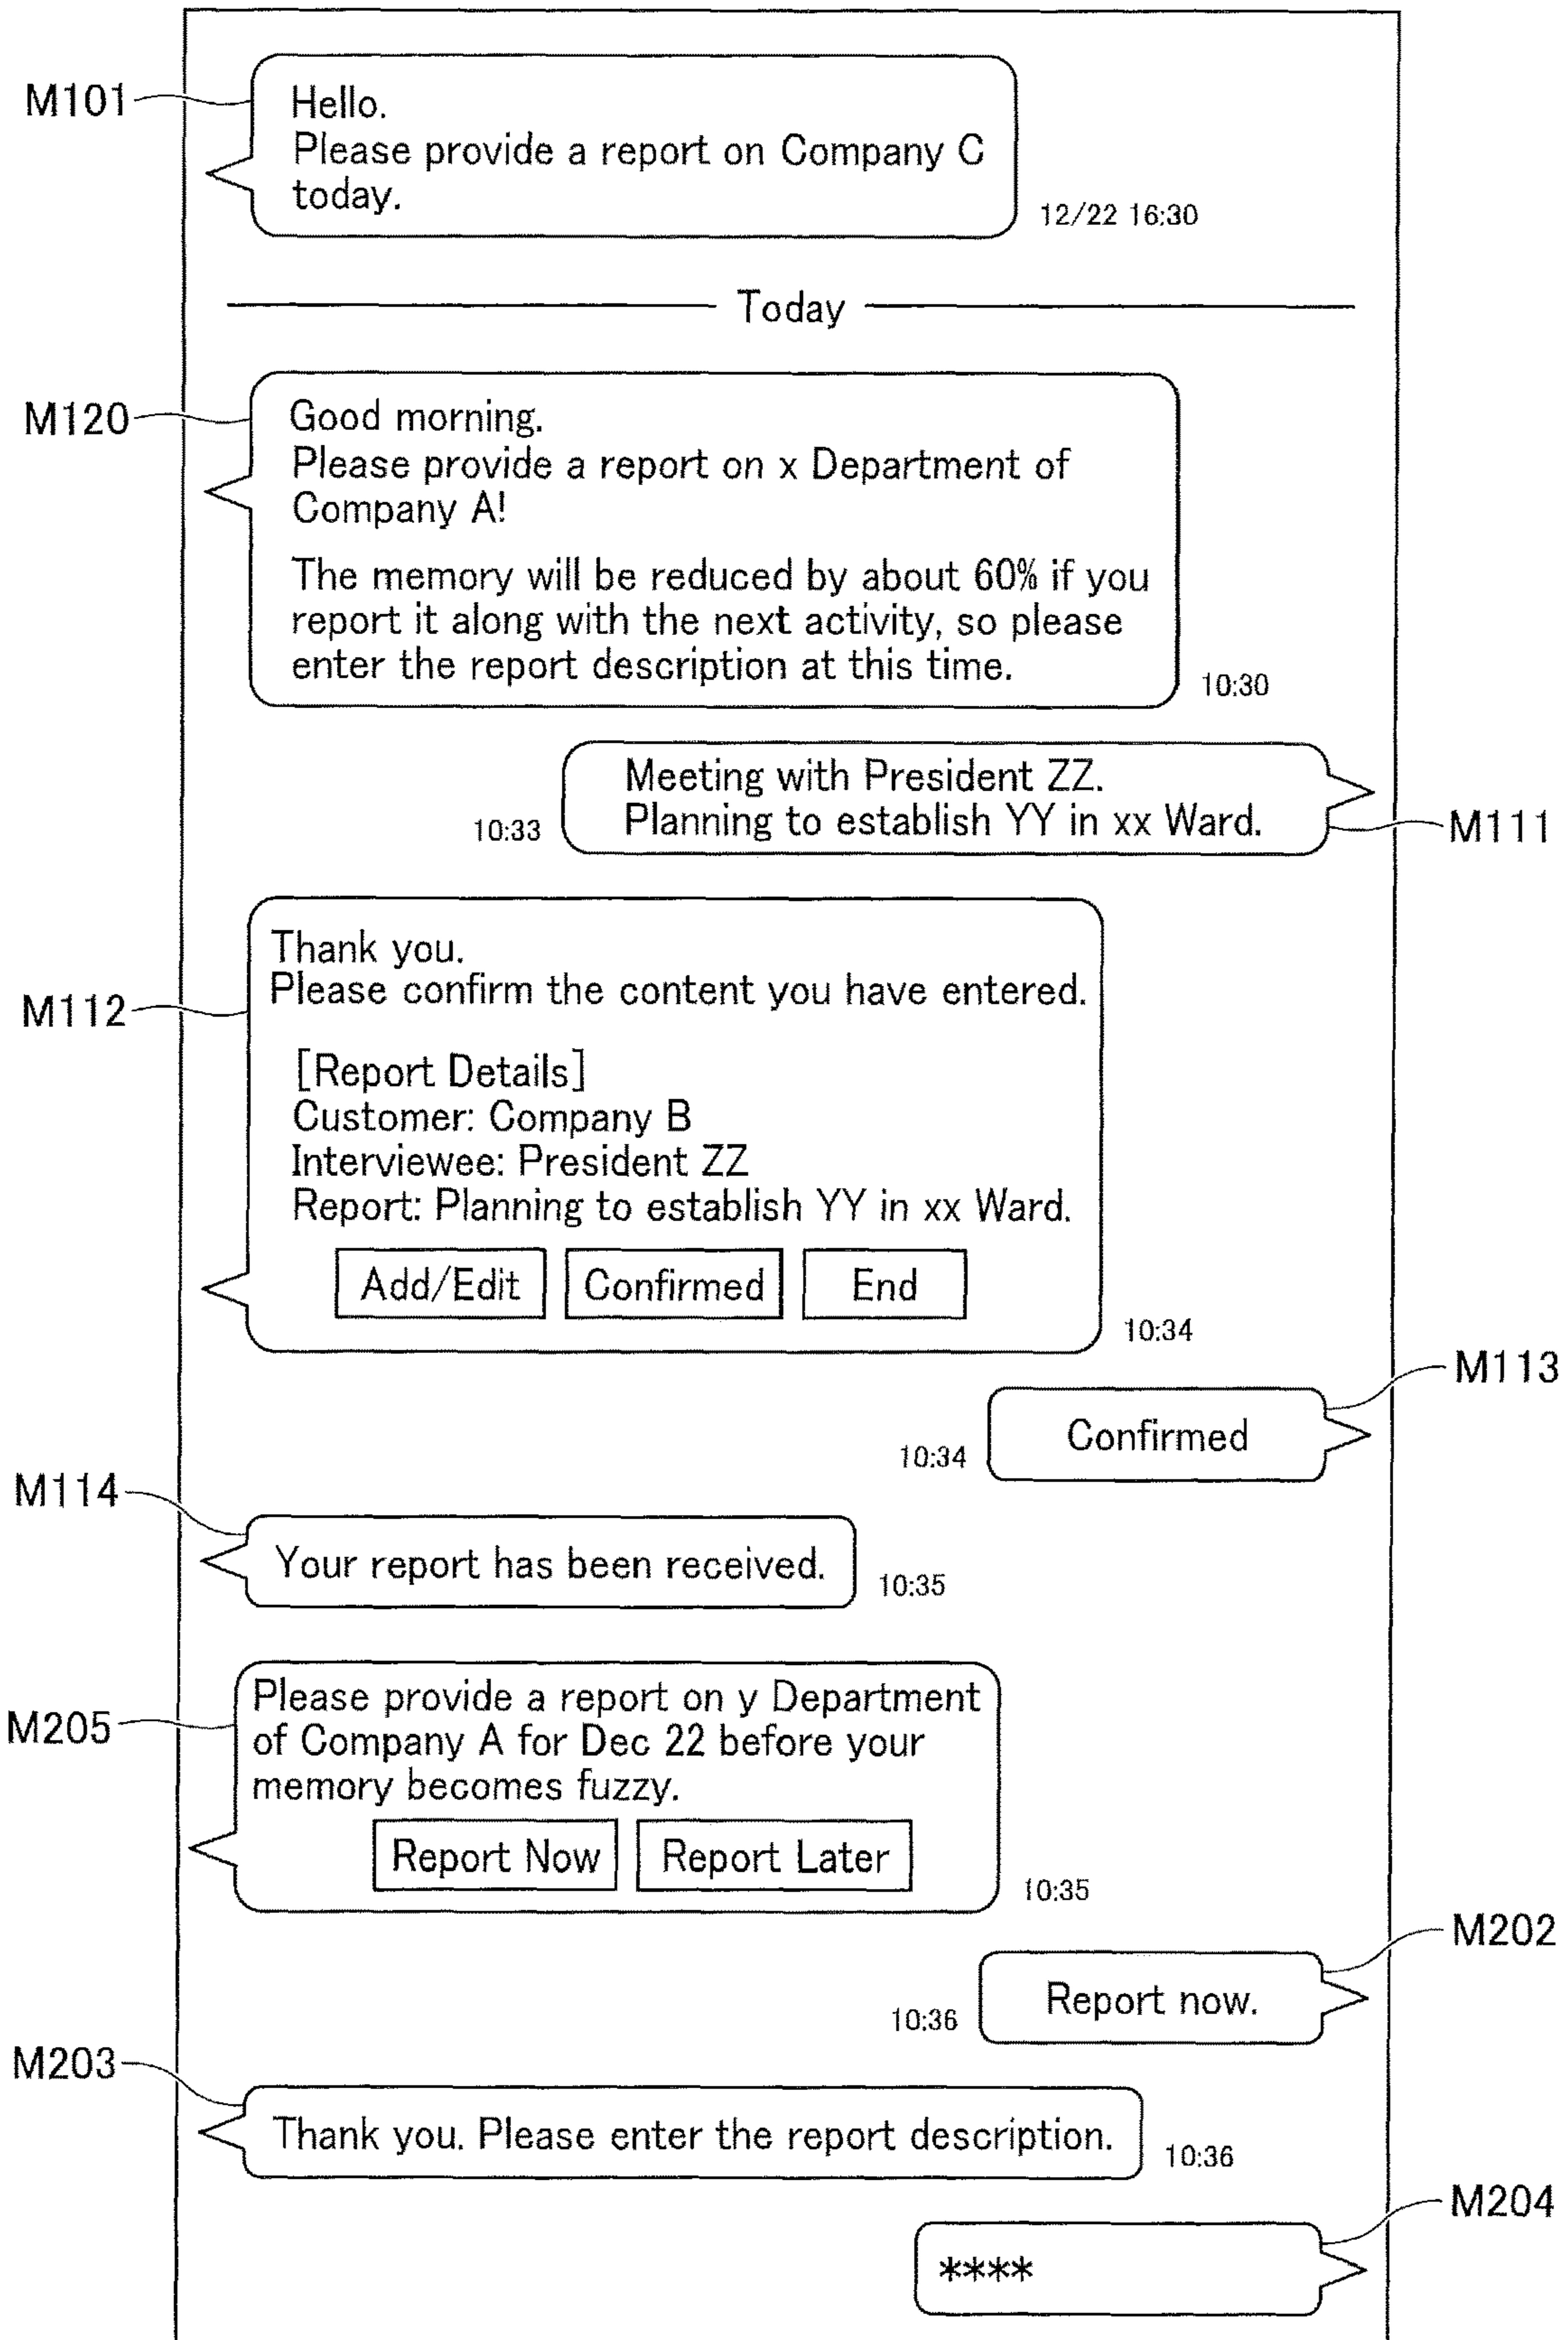 M101
Hello.
Please provide a report on Company C
today.
12/22 16:30
Today
M120
Good morning.
Please provide a report on x Department of
Company A!
The memory will be reduced by about 60% if you
report it along with the next activity, so please
enter the report description at this time.
10:30
Meeting with President ZZ.
Planning to establish YY in xx Ward.
10:33
M111
M112
Thank you.
Please confirm the content you have entered.
[Report Details]
Customer: Company B
Interviewee: President ZZ
Report: Planning to establish YY in xx Ward.
Add/Edit Confirmed End
10:34
M113
Confirmed
10:34
M114
Your report has been received.
10:35
M205
Please provide a report on y Department
of Company A for Dec 22 before your
memory becomes fuzzy.
Report Now Report Later
10:35
M202
Report now.
10:36
M203
Thank you. Please enter the report description.
10:36
M204
****